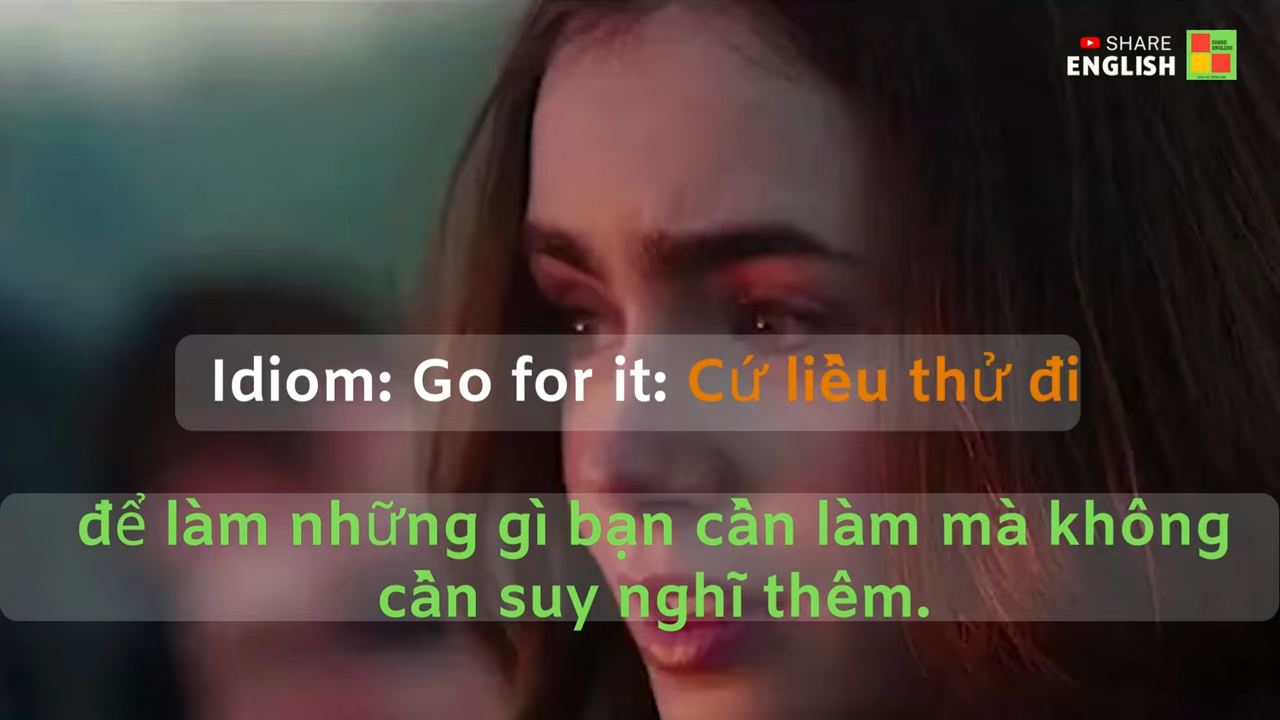 SHARE
ENGLISH
Idiom: Go for it: Cứ liều thử đi
để làm những gì bạn cần làm mà không
cần suy nghĩ thêm.